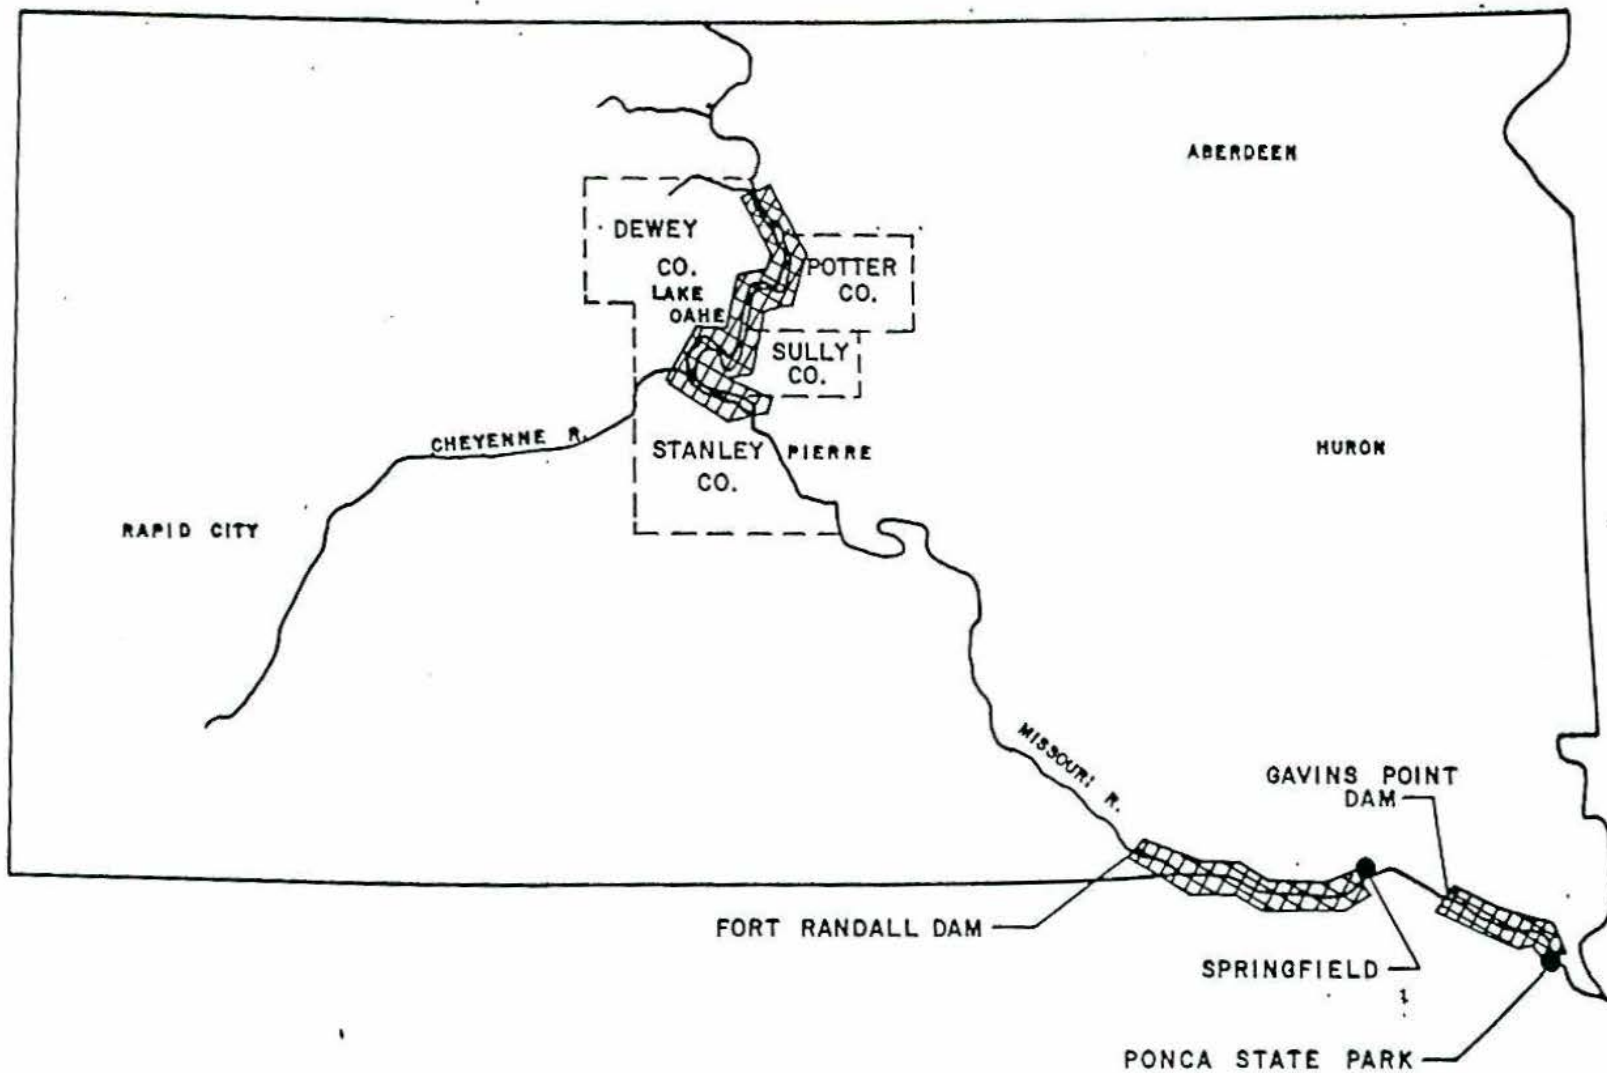 ABERDEEN
DEWEY
CO.
POTTER
CO.
LAKE
OAHE
SULLY
CO.
CHEYENNE R.
STANLEY
CO.
PIERRE
HURON
RAPID CITY
MISSOURI R.
GAVINS POINT
DAM
FORT RANDALL DAM
SPRINGFIELD
PONCA STATE PARK